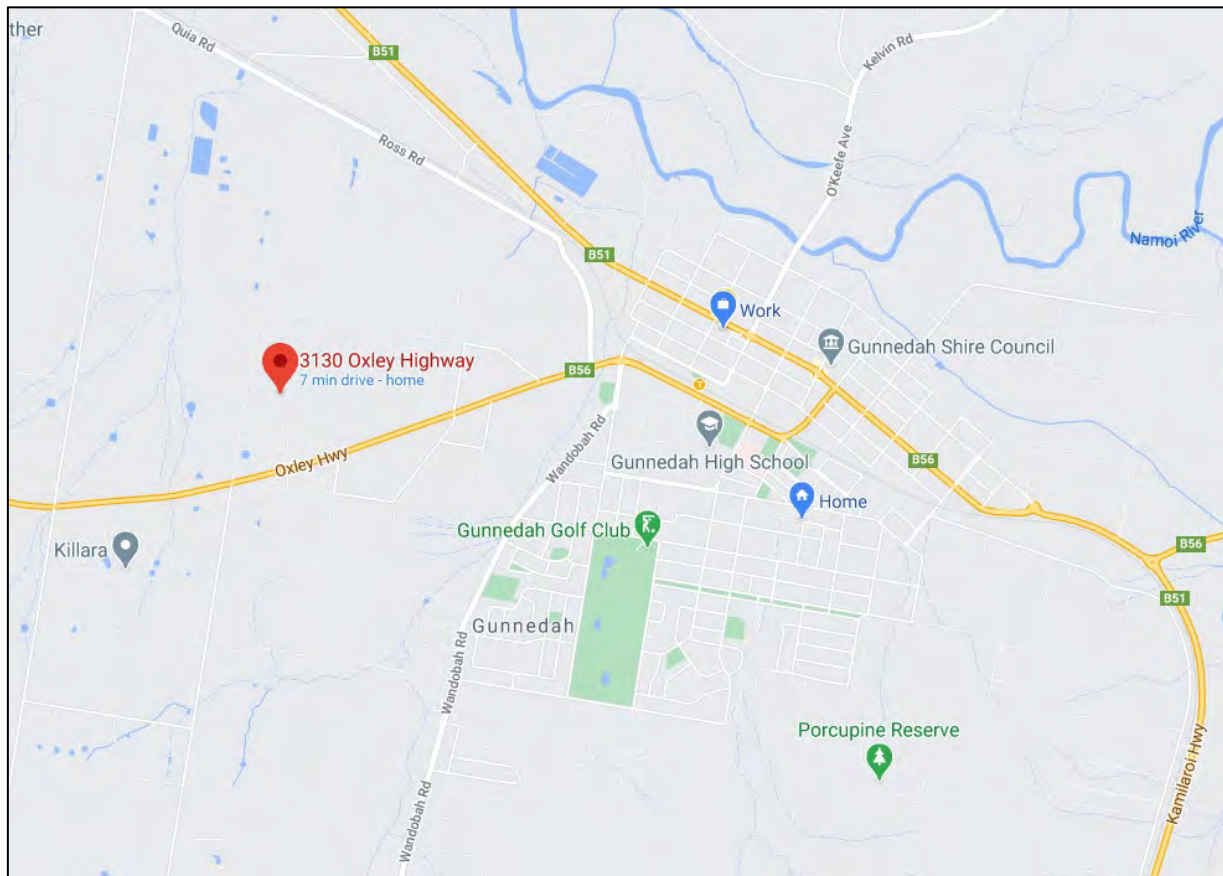 ther
Quia Rd
B51
Kelvin Rd
Ross Rd
O'Keefe Ave
Namoi River
B51
Work
Gunnedah Shire Council
3130 Oxley Highway
7 min drive - home
B56
T
Wandobah Rd
Gunnedah High School
Oxley Hwy
B56
Home
Gunnedah Golf Club
Killara
B56
B51
Gunnedah
Wandobah Rd
Porcupine Reserve
Kamilaroi Hwy
Wandobah Rd